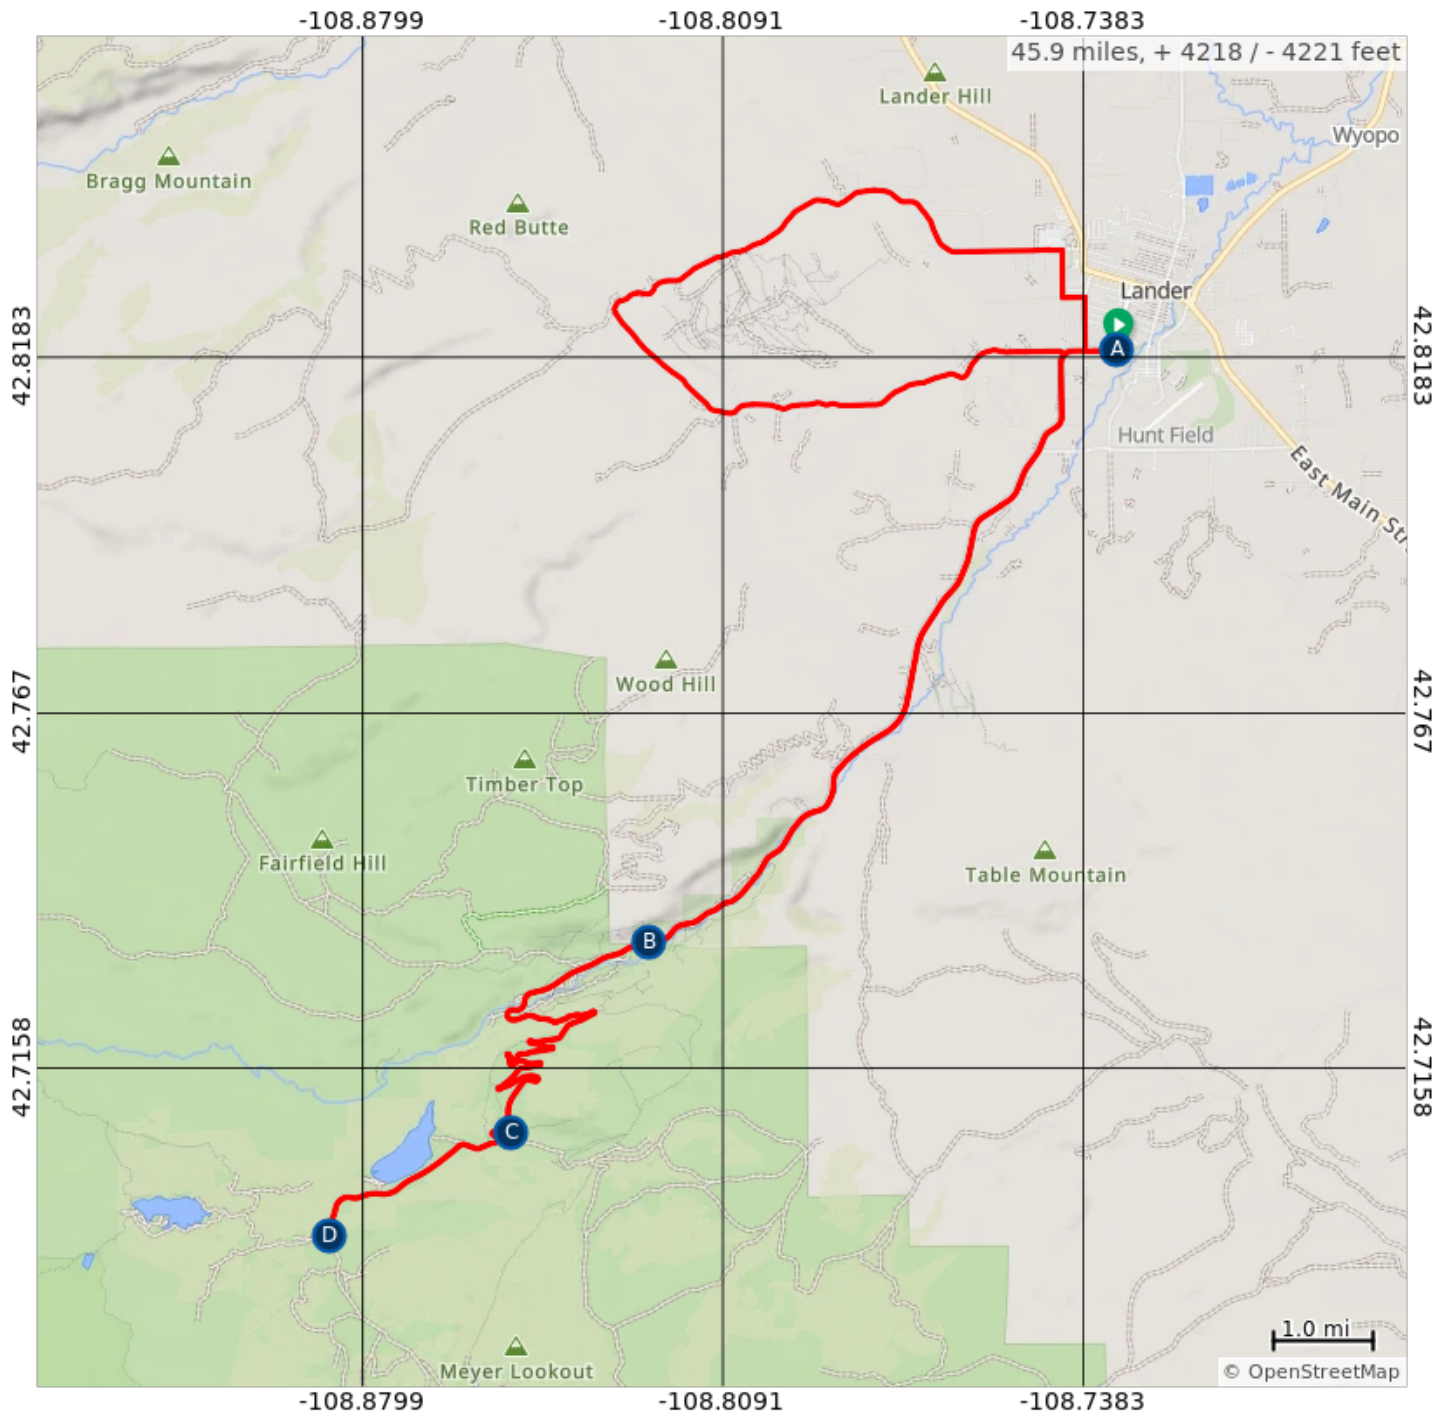 -108.8799
-108.8091
-108.7383
45.9 miles, + 4218 / - 4221 feet
Lander Hill
Wyopo
Bragg Mountain
Red Butte
Lander
A
42.8183
42.8183
Hunt Field
East Main Str
Wood Hill
42.767
42.767
Timber Top
Fairfield Hill
Table Mountain
B
42.7158
42.7158
C
D
1.0 mi
Meyer Lookout
© OpenStreetMap
-108.8799
-108.8091
-108.7383